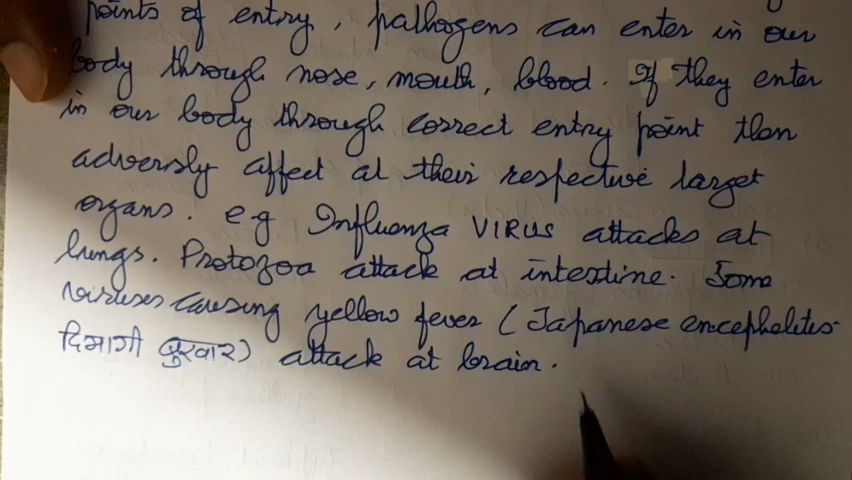 points of entry, pathogens can enter in our
body through nose, mouth, blood. If they enter
in our body through correct entry point then
adversly affect at their respective target
organs. e.g Influenza VIRUS attacks at
lungs. Protozoa attack at intestine. Some
viruses causing yellow fever (Japanese encephalites-
दिमागी बुखार) attack at brain.